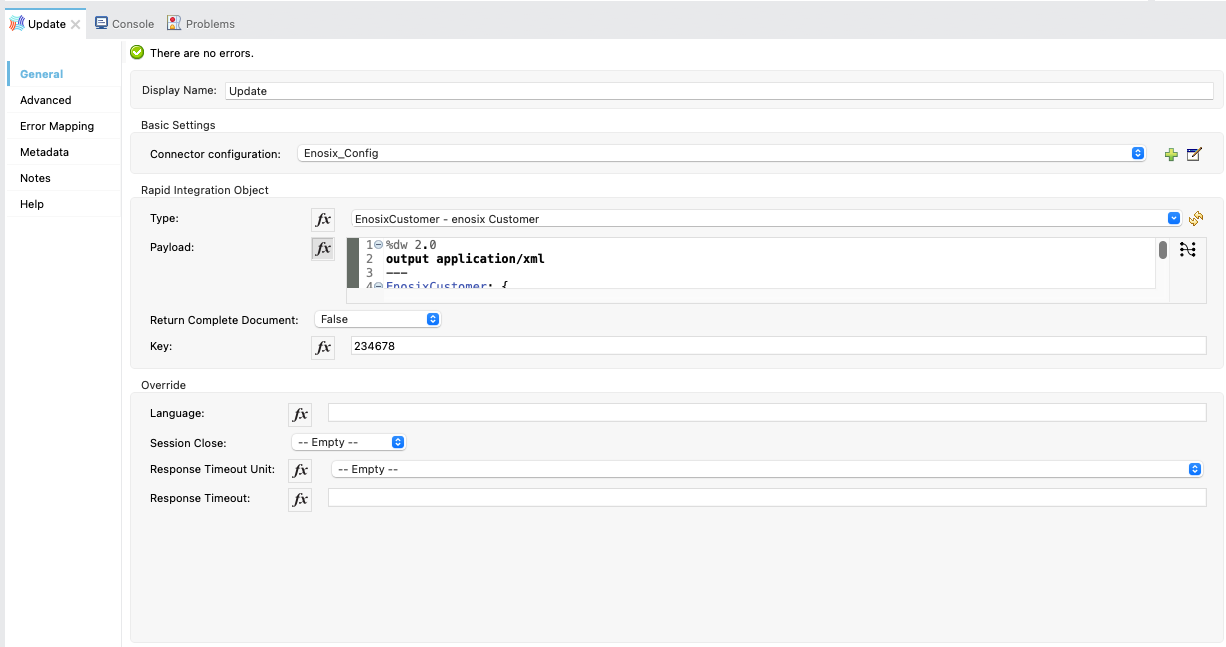 Update
Console
Problems
There are no errors.
General
Advanced
Error Mapping
Metadata
Notes
Help
Display Name: Update
Basic Settings
Connector configuration: Enosix_Config
Rapid Integration Object
Type: fx EnosixCustomer - enosix Customer
Payload: fx
1 %dw 2.0
2 output application/xml
3 ---
4 EnosixCustomer: {
Return Complete Document: False
Key: fx 234678
Override
Language: fx
Session Close: -- Empty --
Response Timeout Unit: fx -- Empty --
Response Timeout: fx